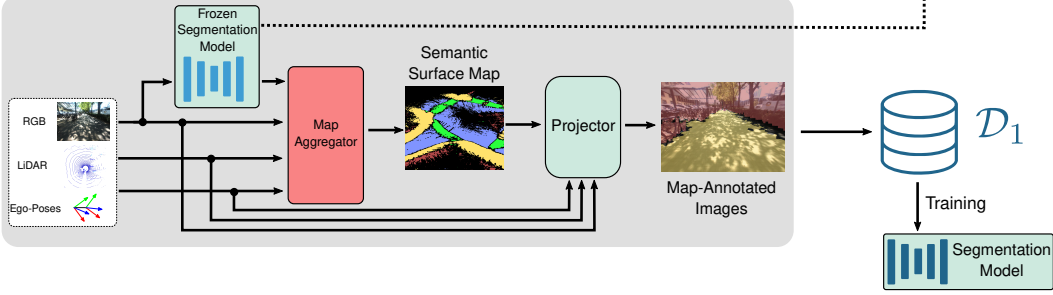 Frozen
Segmentation
Model
Semantic
Surface Map
RGB
LiDAR
Ego-Poses
Map
Aggregator
Projector
Map-Annotated
Images
𝒟₁
Training
Segmentation
Model